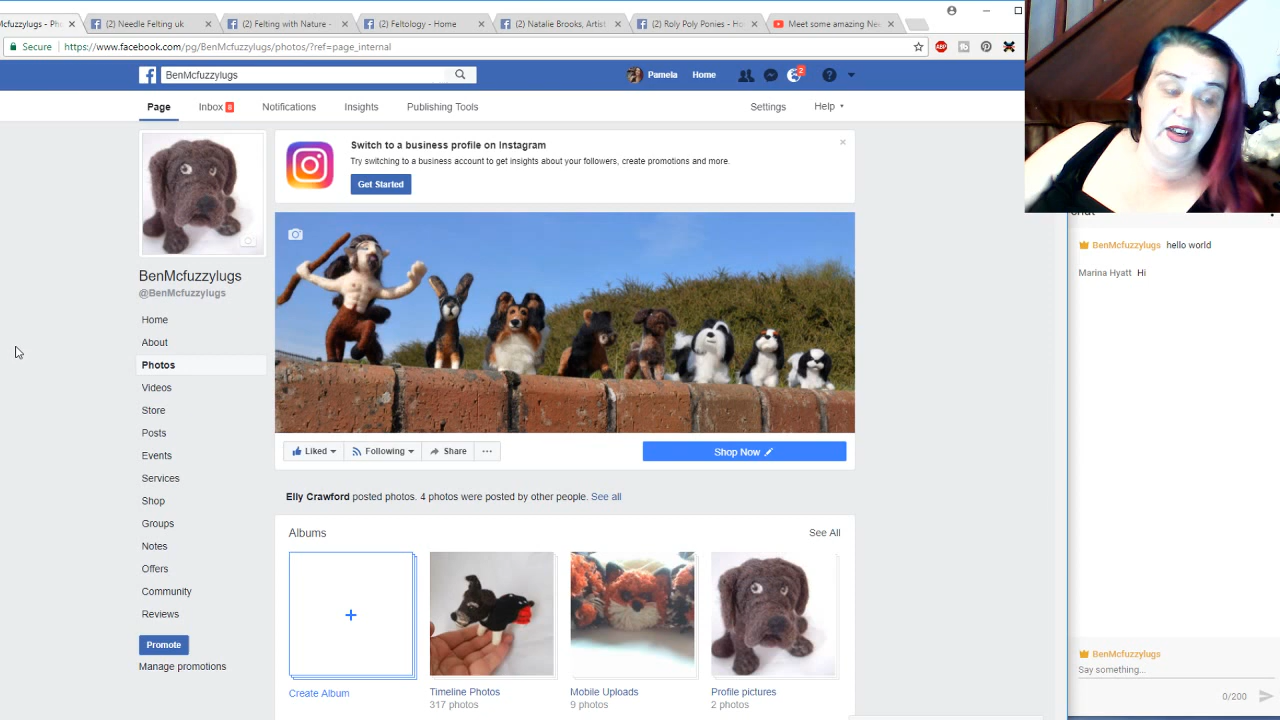 cfuzzylugs - Pho
(2) Needle Felting uk
(2) Felting with Nature -
(2) Feltology - Home
(2) Natalie Brooks, Artist
(2) Roly Poly Ponies - Ho
Meet some amazing Nee
Secure
https://www.facebook.com/pg/BenMcfuzzylugs/photos/?ref=page_internal
ABP
BenMcfuzzylugs
Pamela
Home
2
Page
Inbox 8
Notifications
Insights
Publishing Tools
Settings
Help
Switch to a business profile on Instagram
Try switching to a business account to get insights about your followers, create promotions and more.
Get Started
BenMcfuzzylugs
@BenMcfuzzylugs
Home
About
Photos
Videos
Store
Posts
Events
Services
Shop
Groups
Notes
Offers
Community
Reviews
Promote
Manage promotions
Liked
Following
Share
Shop Now
Elly Crawford posted photos. 4 photos were posted by other people. See all
Albums
See All
Create Album
Timeline Photos
317 photos
Mobile Uploads
9 photos
Profile pictures
2 photos
BenMcfuzzylugs hello world
Marina Hyatt Hi
BenMcfuzzylugs
Say something...
0/200